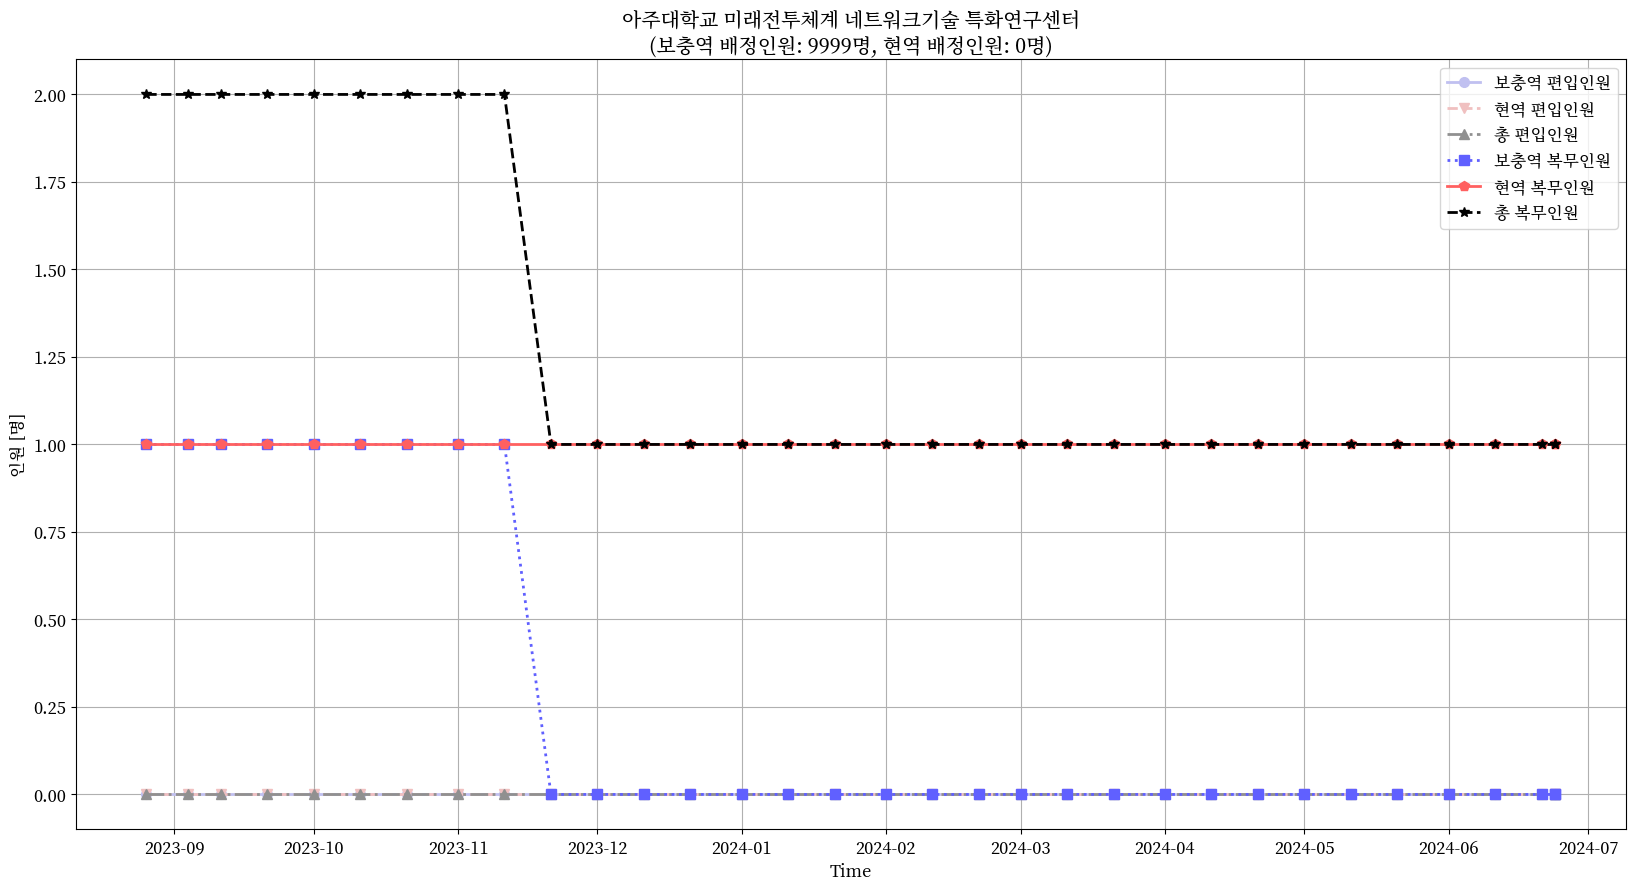 아주대학교 미래전투체계 네트워크기술 특화연구센터
(보충역 배정인원: 9999명, 현역 배정인원: 0명)
보충역 편입인원
현역 편입인원
총 편입인원
보충역 복무인원
현역 복무인원
총 복무인원
인원 [명]
2.00
1.75
1.50
1.25
1.00
0.75
0.50
0.25
0.00
2023-09
2023-10
2023-11
2023-12
2024-01
2024-02
2024-03
2024-04
2024-05
2024-06
2024-07
Time